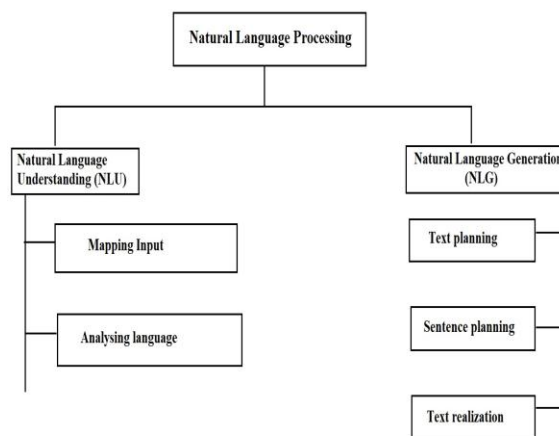 Natural Language Processing
Natural Language
Understanding (NLU)
Mapping Input
Analysing language
Natural Language Generation
(NLG)
Text planning
Sentence planning
Text realization